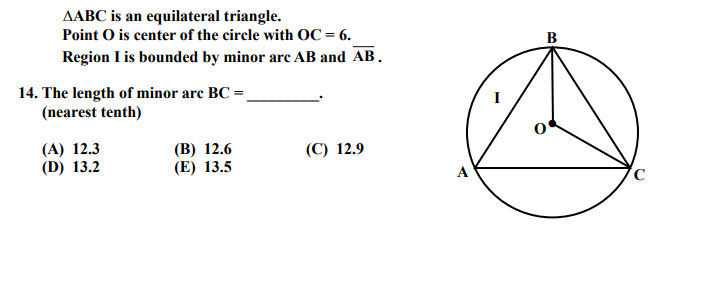 ΔABC is an equilateral triangle.
Point O is center of the circle with OC = 6.
Region I is bounded by minor arc AB and A̅B̅.
14. The length of minor arc BC = __________.
(nearest tenth)
(A) 12.3 (B) 12.6 (C) 12.9
(D) 13.2 (E) 13.5
B
I
O
A
C